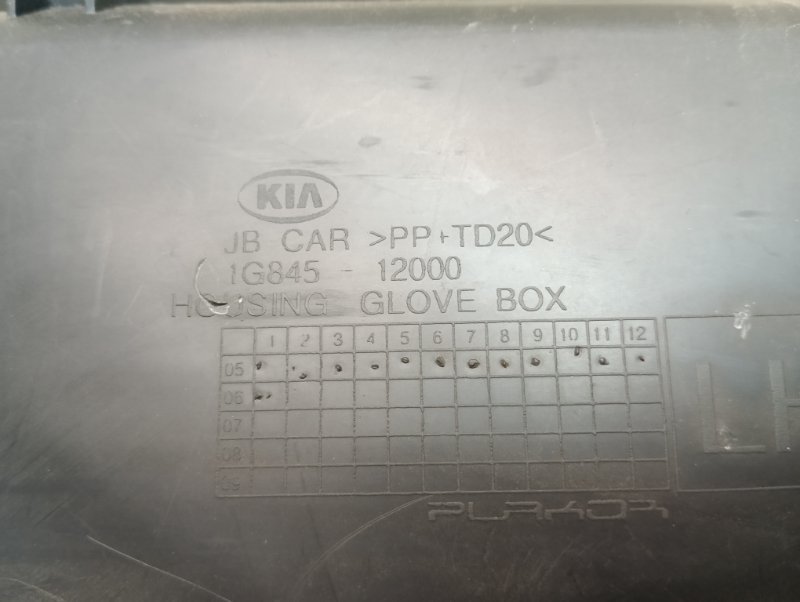 KIA
JB CAR >PP+TD20<
1G845 - 12000
HOUSING GLOVE BOX
1 2 3 4 5 6 7 8 9 10 11 12
05
06
07
08
09
LH
PLAKOR